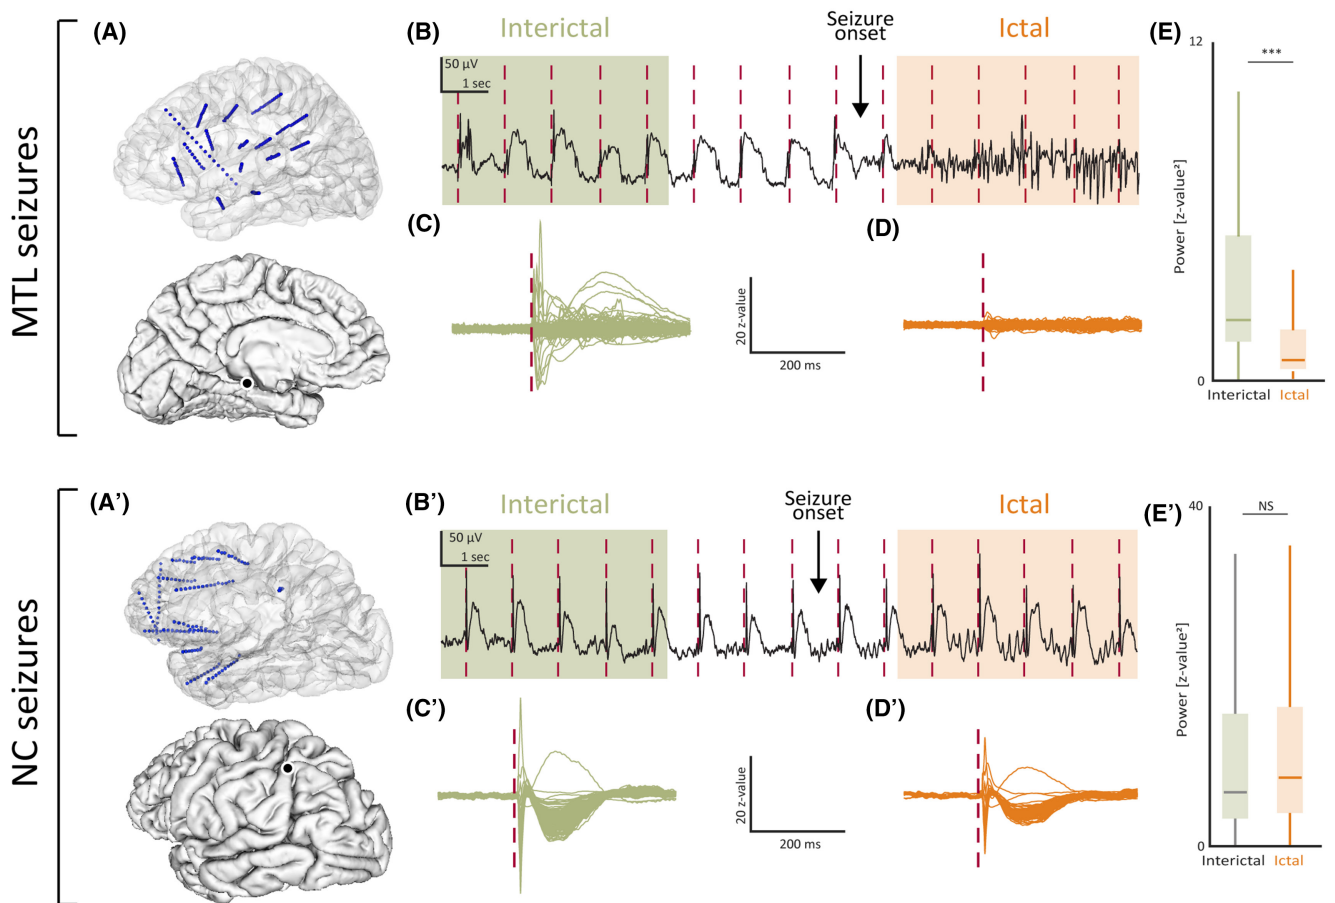 MTL seizures
(A)
(B)
Interictal
Seizure
onset
Ictal
50 µV
1 sec
(C)
20 z-value
200 ms
(D)
(E)
12
***
Power [z-value²]
0
Interictal
Ictal
NC seizures
(A')
(B')
Interictal
Seizure
onset
Ictal
50 µV
1 sec
(C')
20 z-value
200 ms
(D')
(E')
40
NS
Power [z-value²]
0
Interictal
Ictal